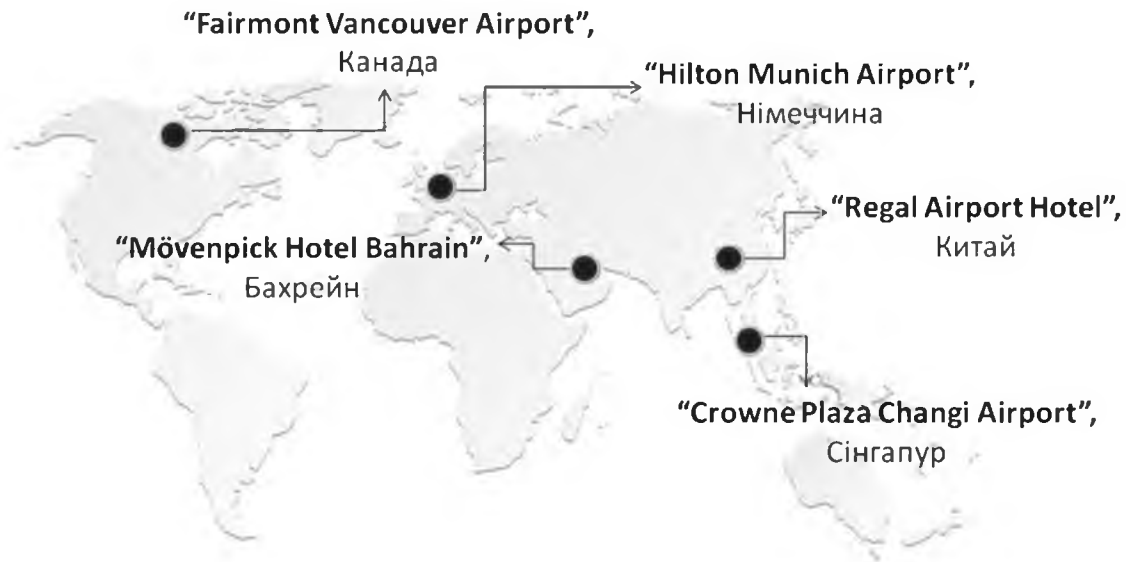 “Fairmont Vancouver Airport”,
Канада
“Hilton Munich Airport”,
Німеччина
“Regal Airport Hotel”,
Китай
“Mövenpick Hotel Bahrain”,
Бахрейн
“Crowne Plaza Changi Airport”,
Сінгапур